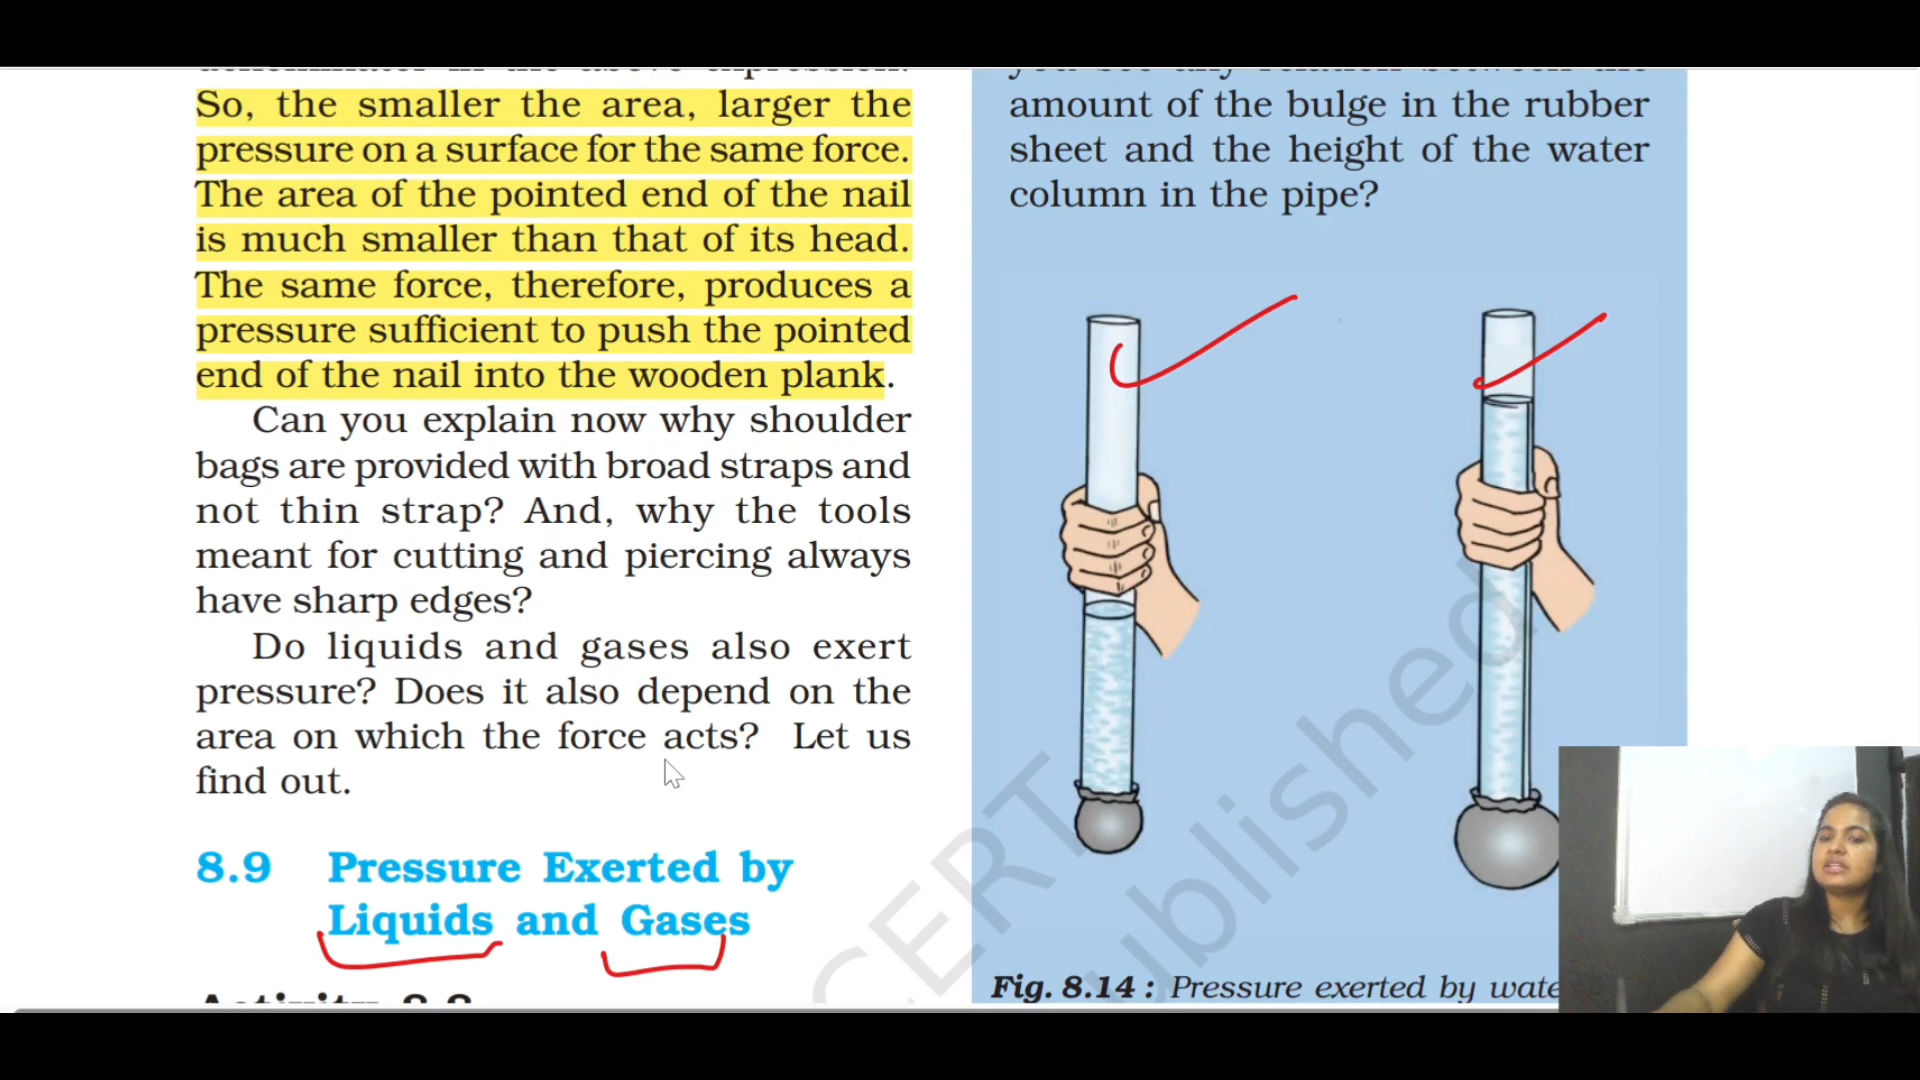 So, the smaller the area, larger the
pressure on a surface for the same force.
The area of the pointed end of the nail
is much smaller than that of its head.
The same force, therefore, produces a
pressure sufficient to push the pointed
end of the nail into the wooden plank.
Can you explain now why shoulder
bags are provided with broad straps and
not thin strap? And, why the tools
meant for cutting and piercing always
have sharp edges?
Do liquids and gases also exert
pressure? Does it also depend on the
area on which the force acts? Let us
find out.
8.9 Pressure Exerted by
Liquids and Gases
amount of the bulge in the rubber
sheet and the height of the water
column in the pipe?
Fig. 8.14 : Pressure exerted by